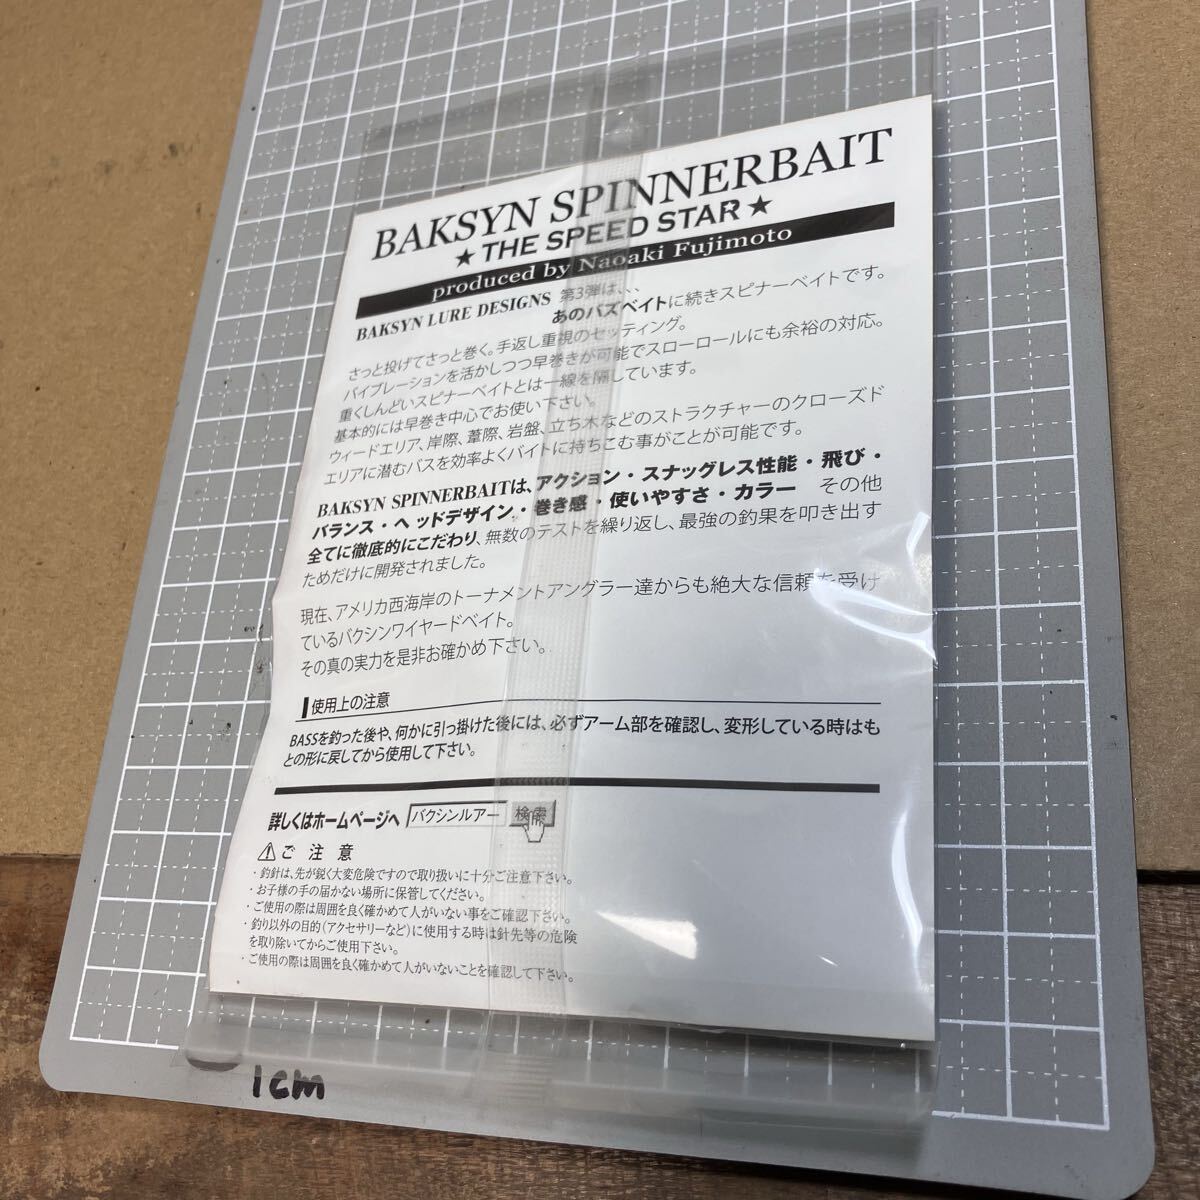 BAKSYN SPINNERBAIT
★THE SPEED STAR★
produced by Naoaki Fujimoto
BAKSYN LURE DESIGNS 第3弾は、、、
あのバズベイトに続きスピナーベイトです。
さっと投げてさっと巻く。手返し重視のセッティング。
バイブレーションを活かしつつ早巻きが可能でスローロールにも余裕の対応。
重くしんどいスピナーベイトとは一線を隔しています。
基本的には早巻き中心でお使い下さい。
ウィードエリア、岸際、葦際、岩盤、立ち木などのストラクチャーのクローズド
エリアに潜むバスを効率よくバイトに持ちこむ事がことが可能です。
BAKSYN SPINNERBAITは、アクション・スナッグレス性能・飛び・
バランス・ヘッドデザイン・巻き感・使いやすさ・カラー その他
全てに徹底的にこだわり、無数のテストを繰り返し、最強の釣果を叩き出す
ためだけに開発されました。
現在、アメリカ西海岸のトーナメントアングラー達からも絶大な信頼を受け
ているバクシンワイヤードベイト。
その真の実力を是非お確かめ下さい。
使用上の注意
BASSを釣った後や、何かに引っ掛けた後には、必ずアーム部を確認し、変形している時はも
との形に戻してから使用して下さい。
詳しくはホームページへ バクシンルアー 検索
⚠ご 注 意
・釣針は、先が鋭く大変危険ですので取り扱いに十分ご注意下さい。
・お子様の手の届かない場所に保管してください。
・ご使用の際は周囲を良く確かめて人がいない事をご確認下さい。
・釣り以外の目的（アクセサリーなど）に使用する時は針先等の危険
を取り除いてからご使用下さい。
・ご使用の際は周囲を良く確かめて人がいないことを確認して下さい。
1cm